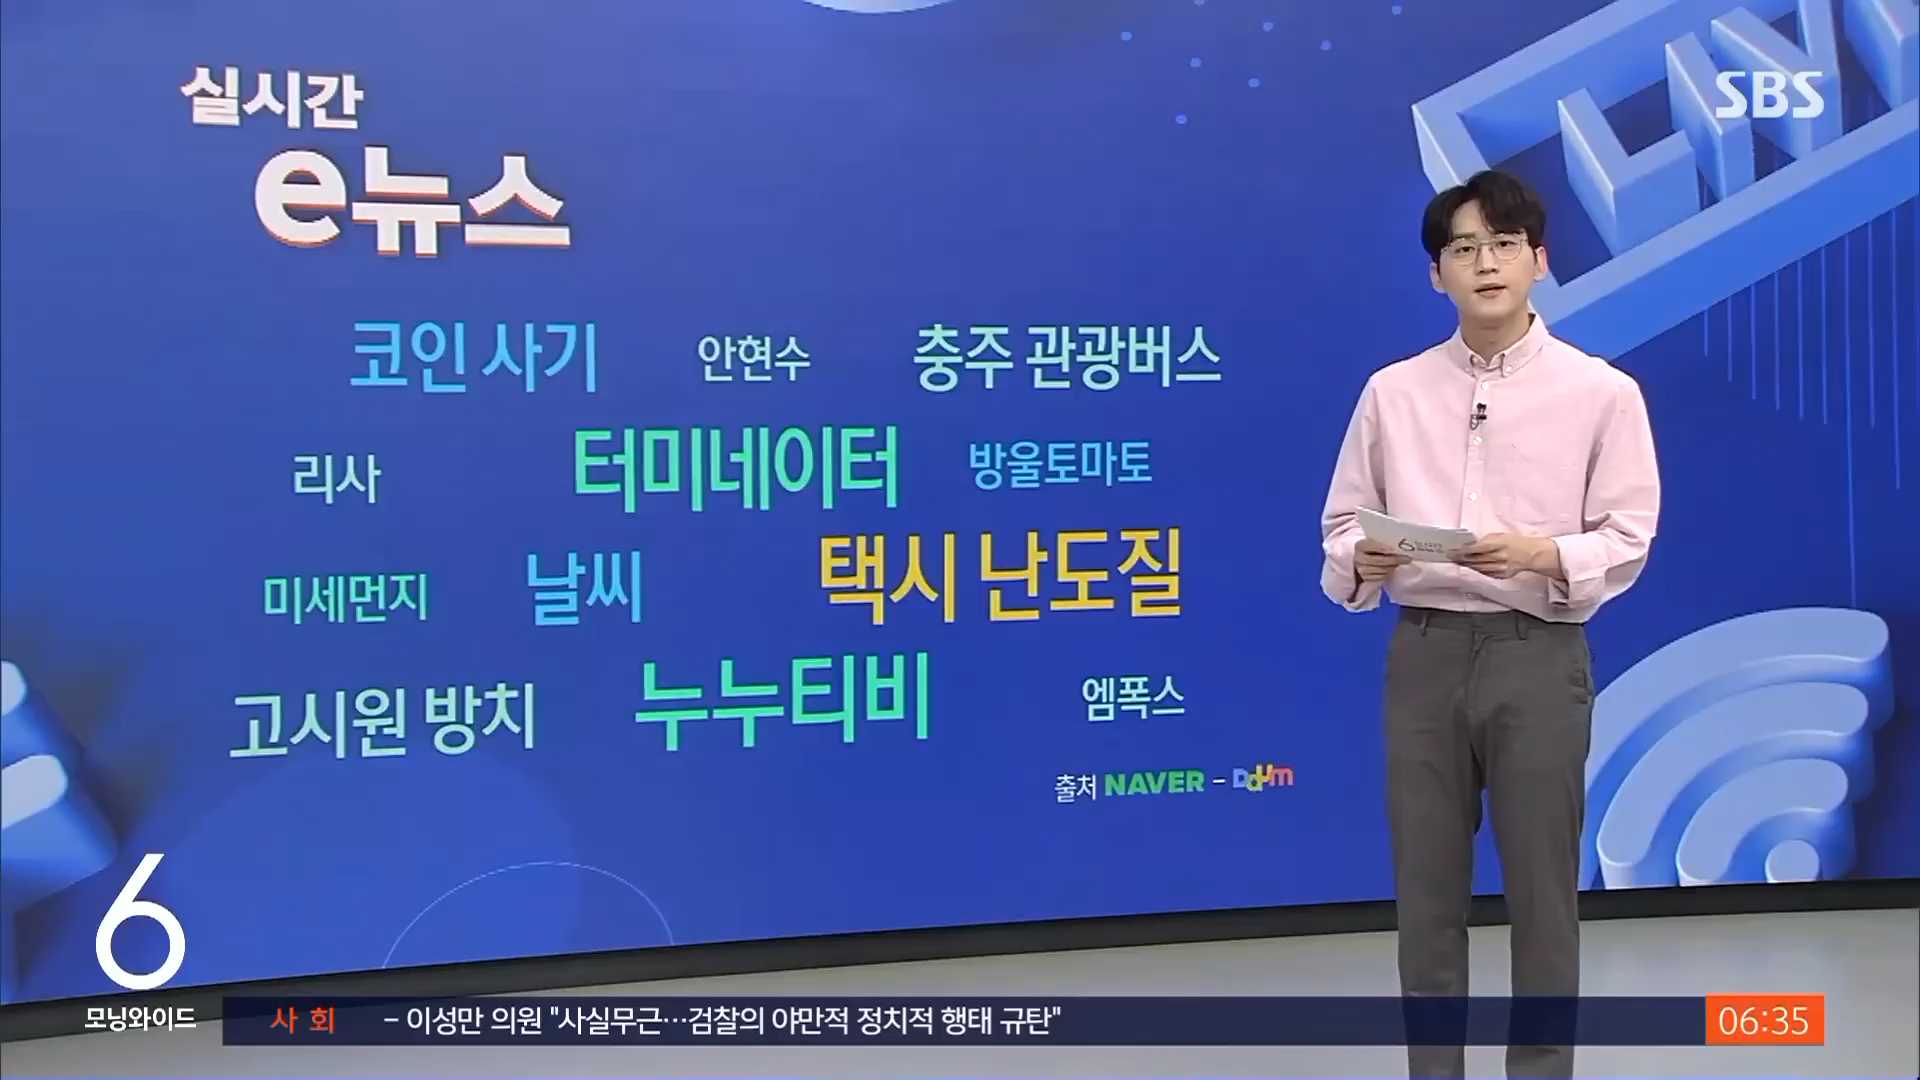 실시간
e뉴스
LIVE
SBS
코인 사기 안현수 충주 관광버스
리사 터미네이터 방울토마토
미세먼지 날씨 택시 난도질
고시원 방치 누누티비 엠폭스
출처 NAVER - Daum
6
6
모닝와이드
사 회 - 이성만 의원 "사실무근…검찰의 야만적 정치적 행태 규탄" 06:35